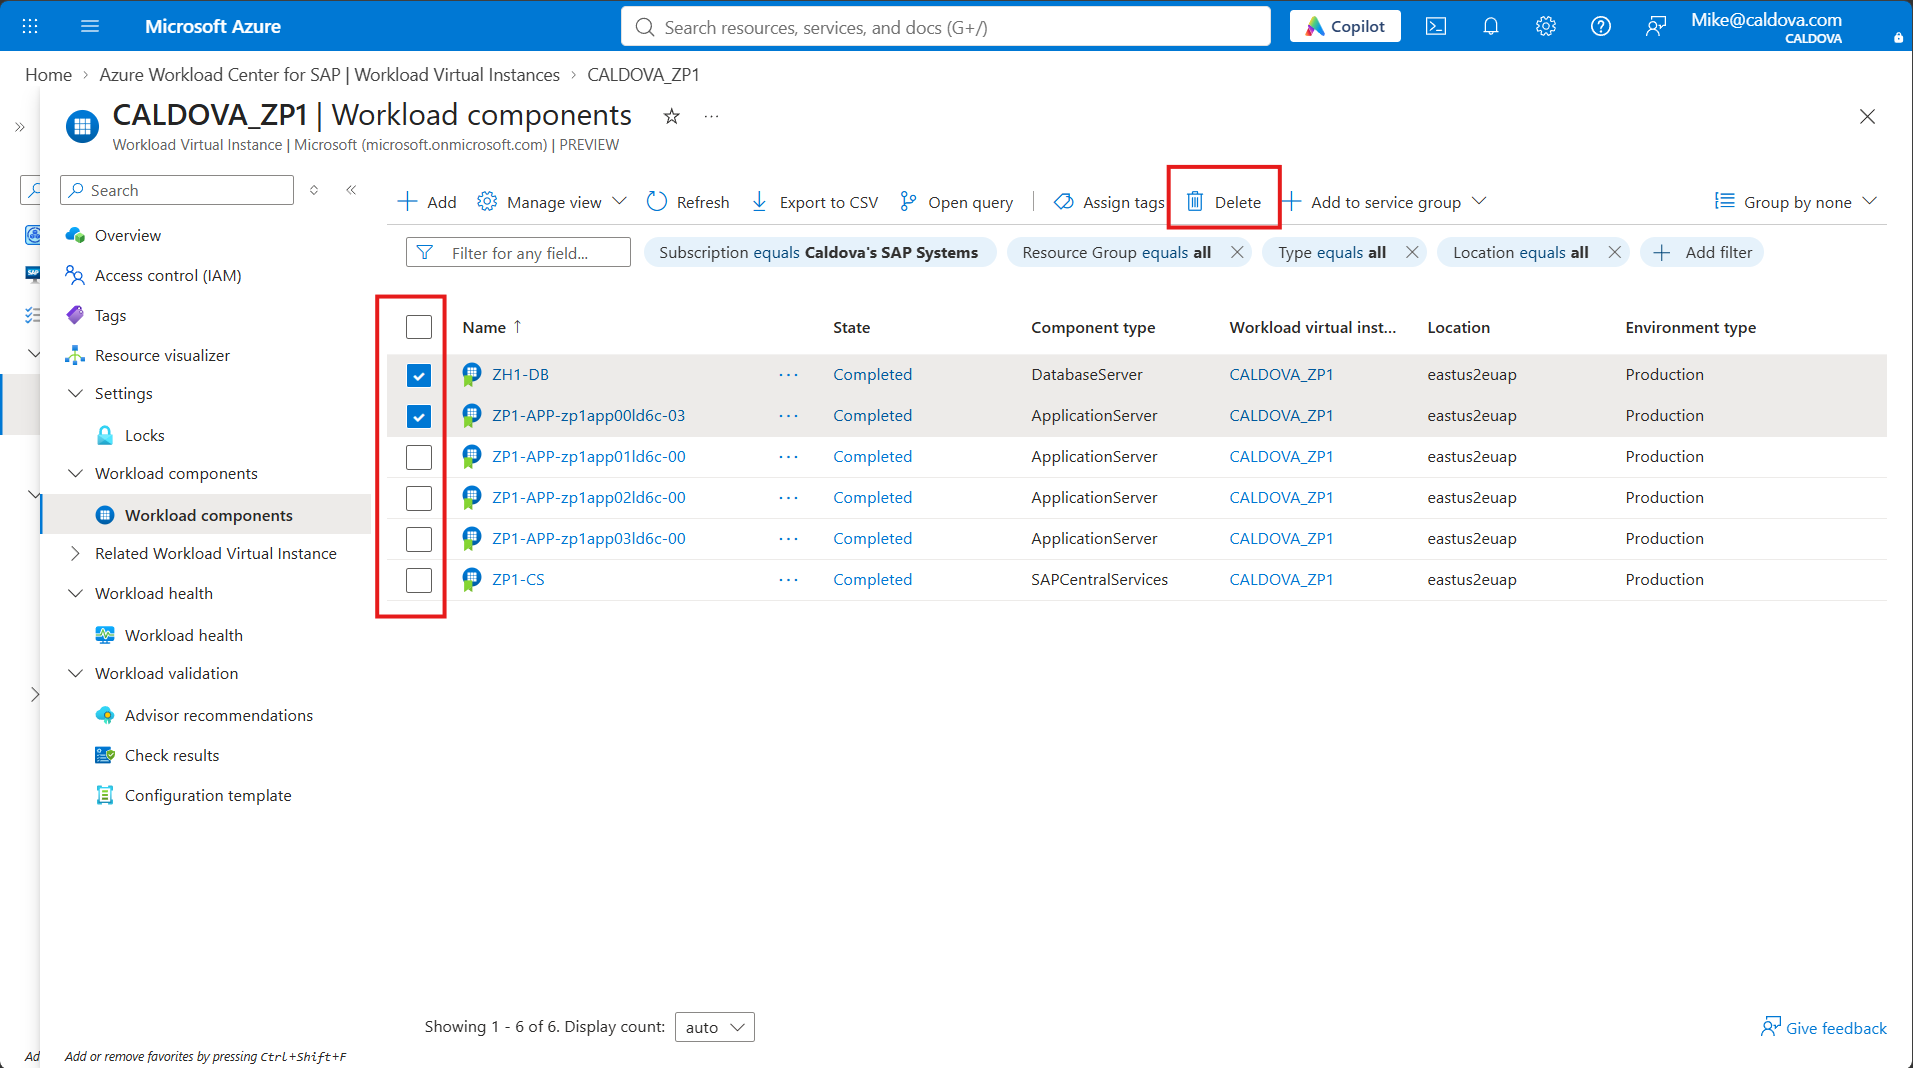 Microsoft Azure
Search resources, services, and docs (G+/)
Copilot
Mike@caldova.com
CALDOVA
Home > Azure Workload Center for SAP | Workload Virtual Instances > CALDOVA_ZP1
CALDOVA_ZP1 | Workload components
Workload Virtual Instance | Microsoft (microsoft.onmicrosoft.com) | PREVIEW
Search
Overview
Access control (IAM)
Tags
Resource visualizer
Settings
Locks
Workload components
Workload components
Related Workload Virtual Instance
Workload health
Workload health
Workload validation
Advisor recommendations
Check results
Configuration template
Add Manage view Refresh Export to CSV Open query Assign tags Delete Add to service group Group by none
Filter for any field... Subscription equals Caldova's SAP Systems Resource Group equals all Type equals all Location equals all Add filter
Name ↑ State Component type Workload virtual inst... Location Environment type
ZH1-DB ... Completed DatabaseServer CALDOVA_ZP1 eastus2euap Production
ZP1-APP-zp1app00ld6c-03 ... Completed ApplicationServer CALDOVA_ZP1 eastus2euap Production
ZP1-APP-zp1app01ld6c-00 ... Completed ApplicationServer CALDOVA_ZP1 eastus2euap Production
ZP1-APP-zp1app02ld6c-00 ... Completed ApplicationServer CALDOVA_ZP1 eastus2euap Production
ZP1-APP-zp1app03ld6c-00 ... Completed ApplicationServer CALDOVA_ZP1 eastus2euap Production
ZP1-CS ... Completed SAPCentralServices CALDOVA_ZP1 eastus2euap Production
Showing 1 - 6 of 6. Display count: auto
Give feedback
Ad
Add or remove favorites by pressing Ctrl+Shift+F